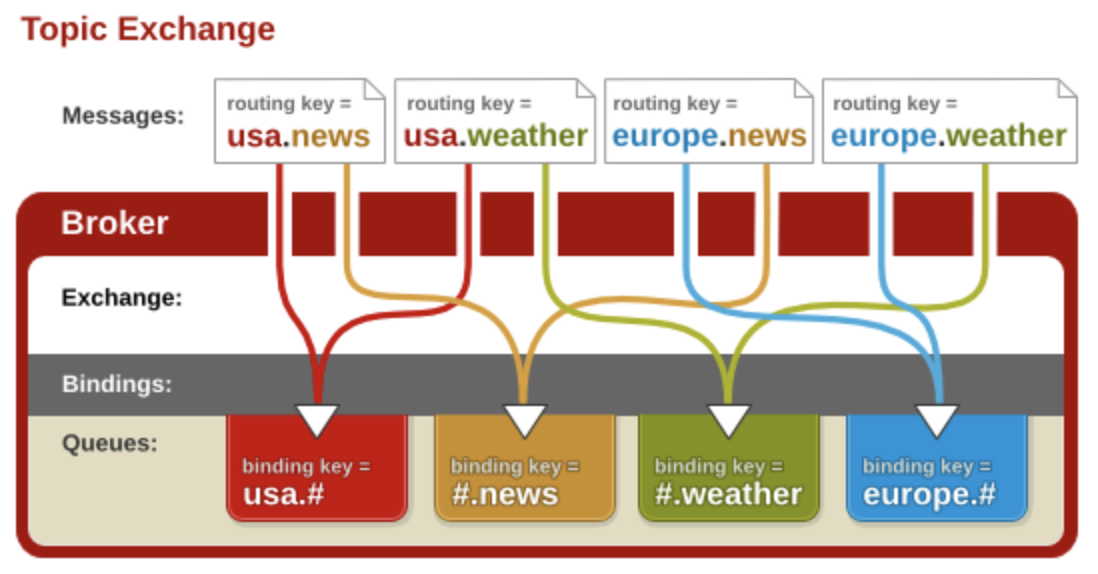 Topic Exchange
Messages:
routing key =
usa.news
routing key =
usa.weather
routing key =
europe.news
routing key =
europe.weather
Broker
Exchange:
Bindings:
Queues:
binding key =
usa.#
binding key =
#.news
binding key =
#.weather
binding key =
europe.#